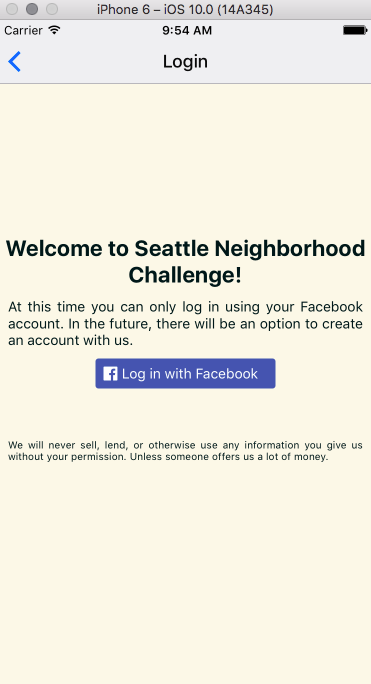 iPhone 6 – iOS 10.0 (14A345)
Carrier 9:54 AM
Login
Welcome to Seattle Neighborhood
Challenge!
At this time you can only log in using your Facebook
account. In the future, there will be an option to create
an account with us.
Log in with Facebook
We will never sell, lend, or otherwise use any information you give us
without your permission. Unless someone offers us a lot of money.